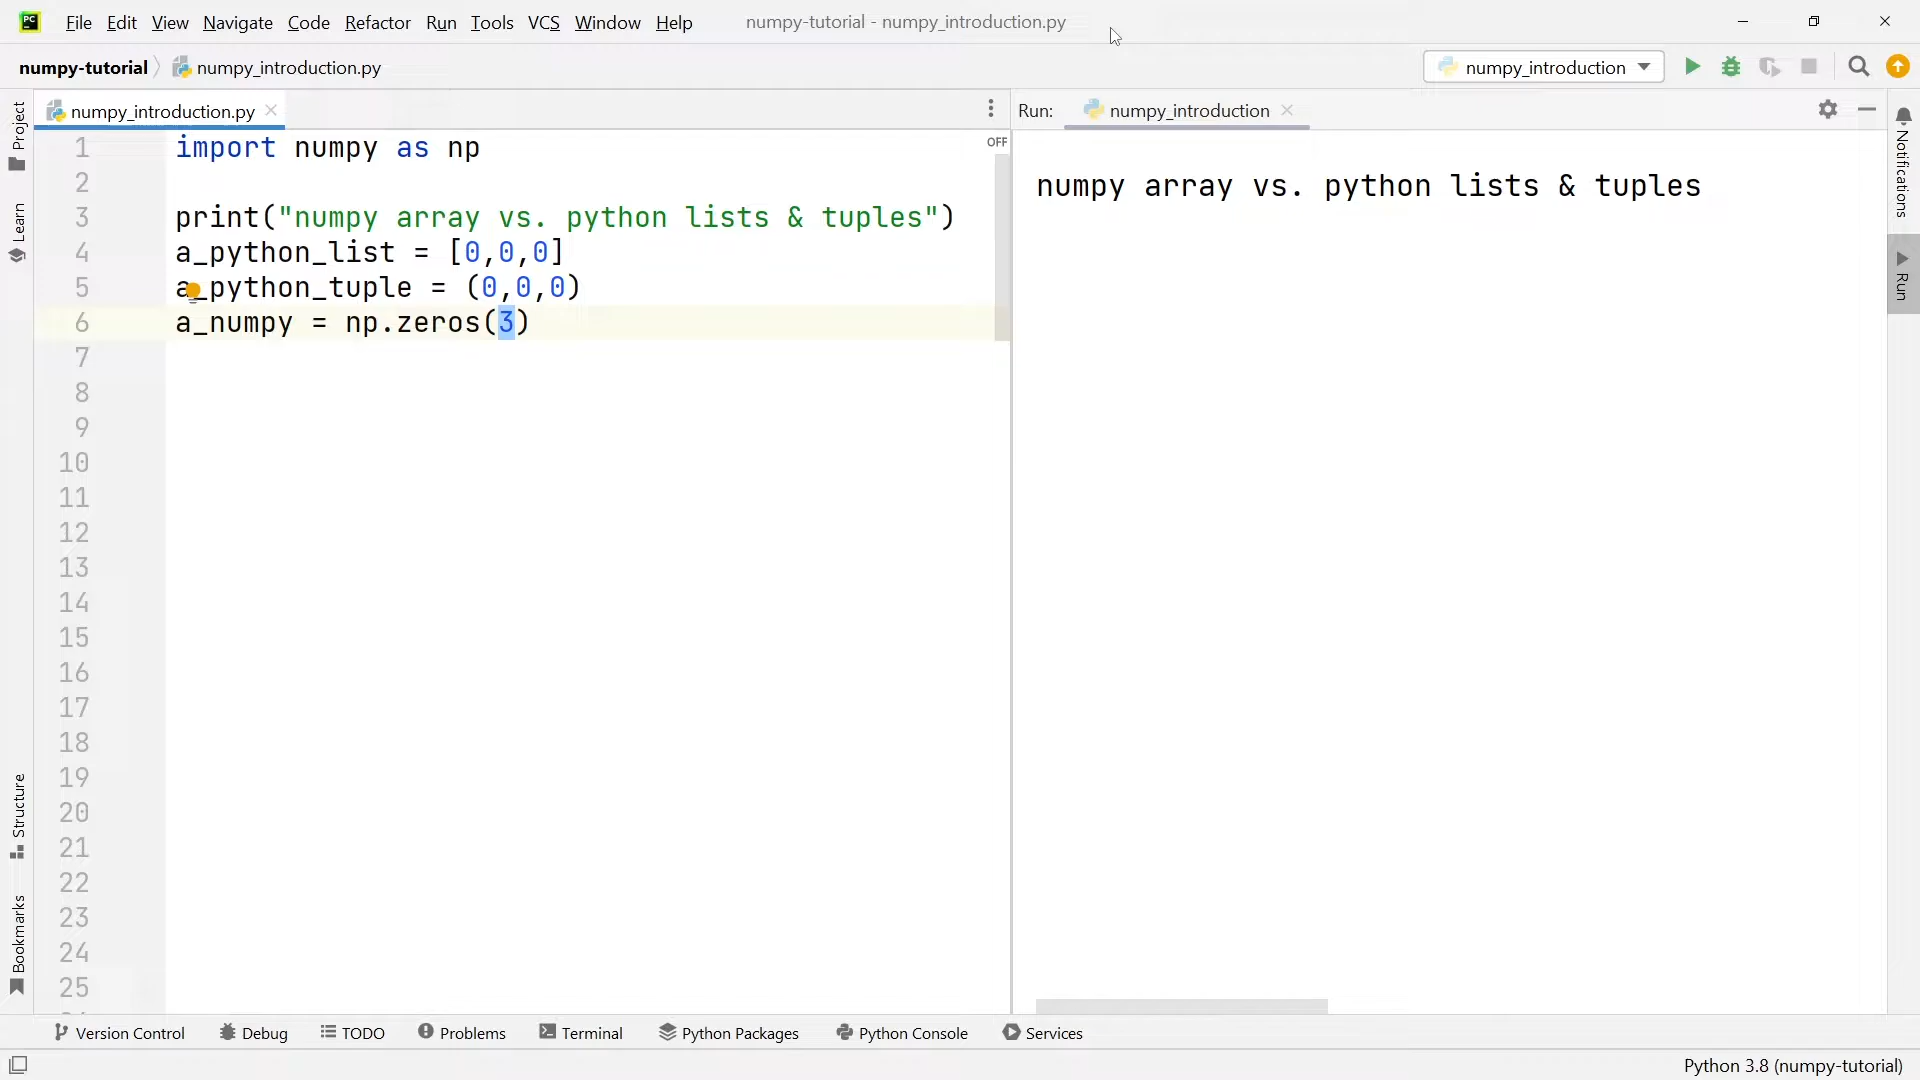 PC File Edit View Navigate Code Refactor Run Tools VCS Window Help numpy-tutorial - numpy_introduction.py
numpy-tutorial numpy_introduction.py numpy_introduction
numpy_introduction.py Run: numpy_introduction
OFF
1 import numpy as np
2
3 print("numpy array vs. python lists & tuples")
4 a_python_list = [0,0,0]
5 a_python_tuple = (0,0,0)
6 a_numpy = np.zeros(3)
7
8
9
10
11
12
13
14
15
16
17
18
19
20
21
22
23
24
25
numpy array vs. python lists & tuples
Project
Learn
Structure
Bookmarks
Notifications
Run
Version Control Debug TODO Problems Terminal Python Packages Python Console Services
Python 3.8 (numpy-tutorial)